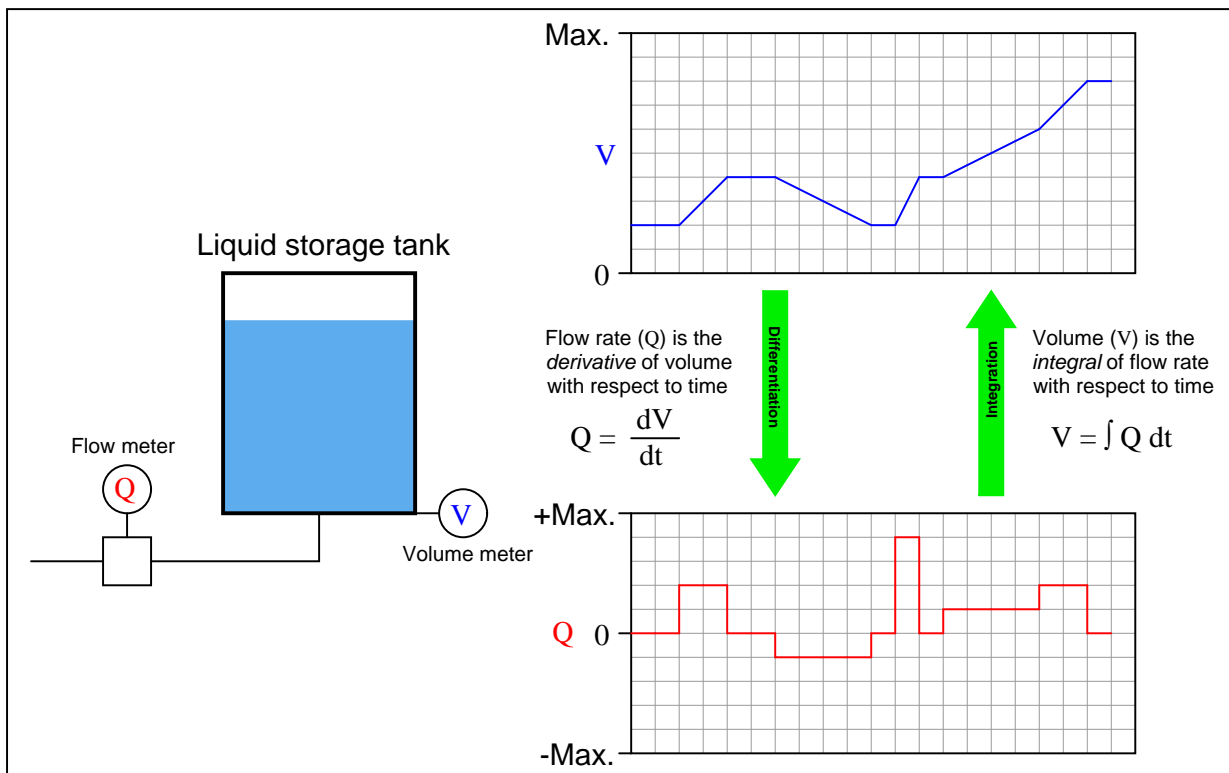 Max.
V
0
Liquid storage tank
Flow meter
Q
V
Volume meter
Flow rate (Q) is the
derivative of volume
with respect to time
Q = dV
dt
Differentiation
Integration
Volume (V) is the
integral of flow rate
with respect to time
V = ∫ Q dt
+Max.
Q 0
-Max.